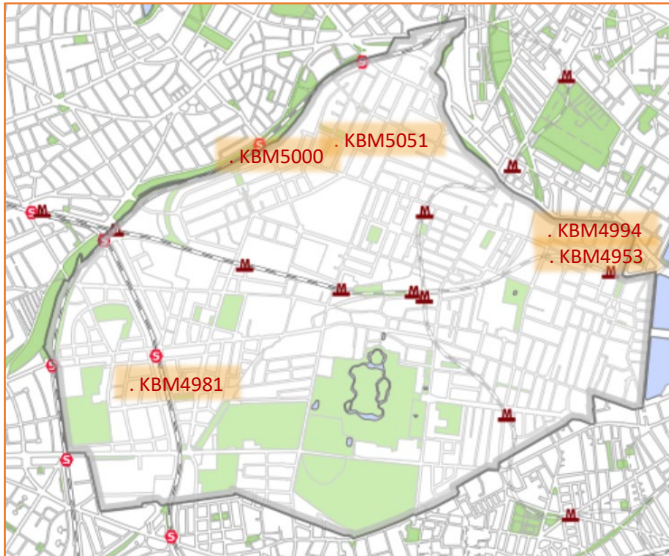 . KBM5051
. KBM5000
. KBM4994
. KBM4953
. KBM4981